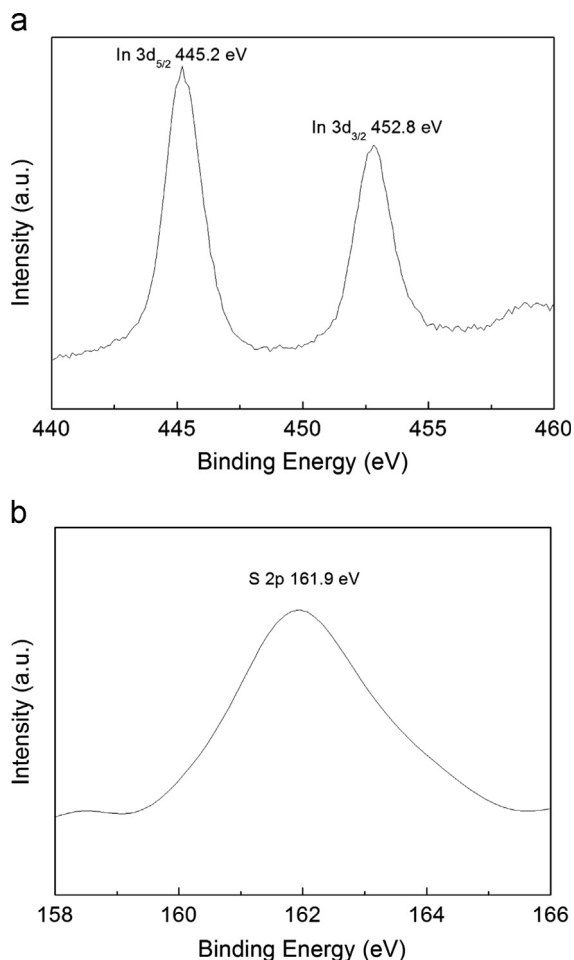 a
In 3d5/2 445.2 eV
In 3d3/2 452.8 eV
Intensity (a.u.)
440 445 450 455 460
Binding Energy (eV)
b
S 2p 161.9 eV
Intensity (a.u.)
158 160 162 164 166
Binding Energy (eV)